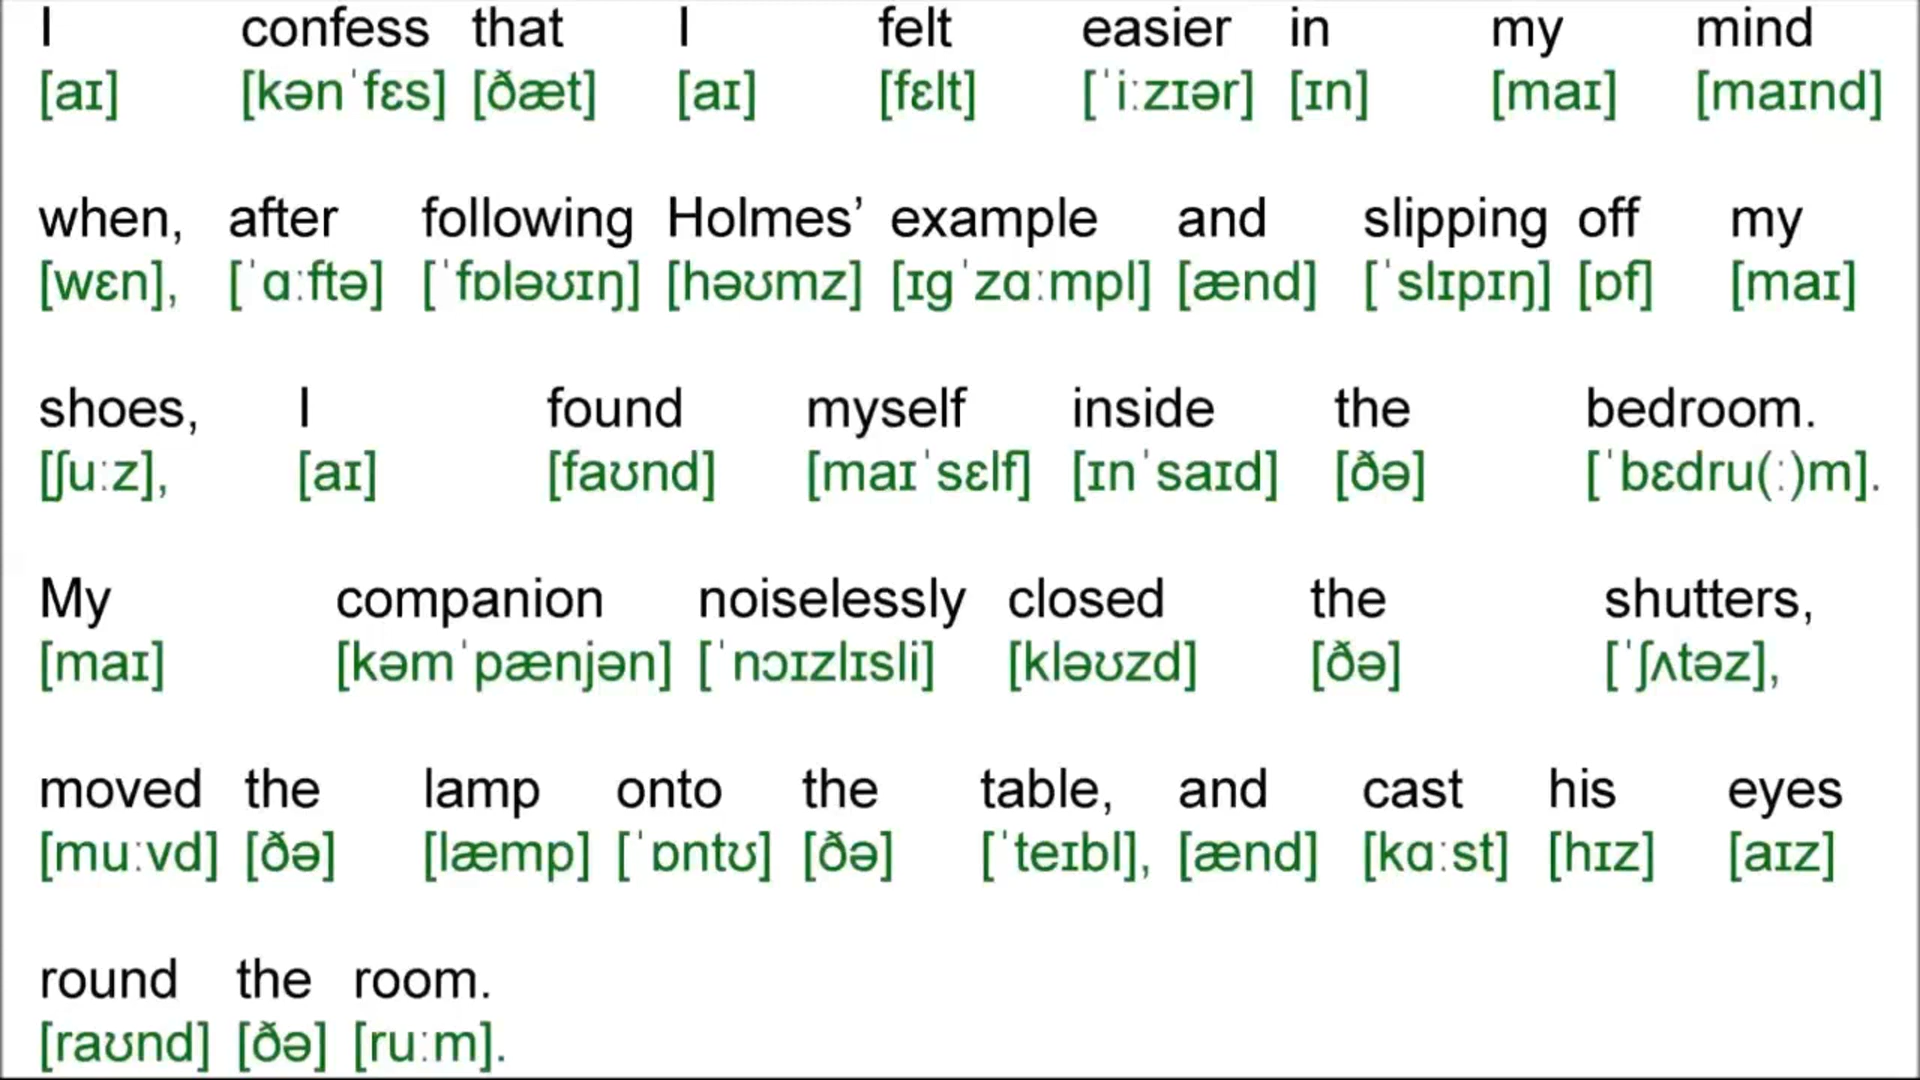 I confess that I felt easier in my mind
[aɪ] [kənˈfɛs] [ðæt] [aɪ] [fɛlt] [ˈiːzɪər] [ɪn] [maɪ] [maɪnd]
when, after following Holmes’ example and slipping off my
[wɛn], [ˈɑːftə] [ˈfɒləʊɪŋ] [həʊmz] [ɪgˈzɑːmpl] [ænd] [ˈslɪpɪŋ] [ɒf] [maɪ]
shoes, I found myself inside the bedroom.
[ʃuːz], [aɪ] [faʊnd] [maɪˈsɛlf] [ɪnˈsaɪd] [ðə] [ˈbɛdru(ː)m].
My companion noiselessly closed the shutters,
[maɪ] [kəmˈpænjən] [ˈnɔɪzlɪsli] [kləʊzd] [ðə] [ˈʃʌtəz],
moved the lamp onto the table, and cast his eyes
[muːvd] [ðə] [læmp] [ˈɒntʊ] [ðə] [ˈteɪbl], [ænd] [kɑːst] [hɪz] [aɪz]
round the room.
[raʊnd] [ðə] [ruːm].